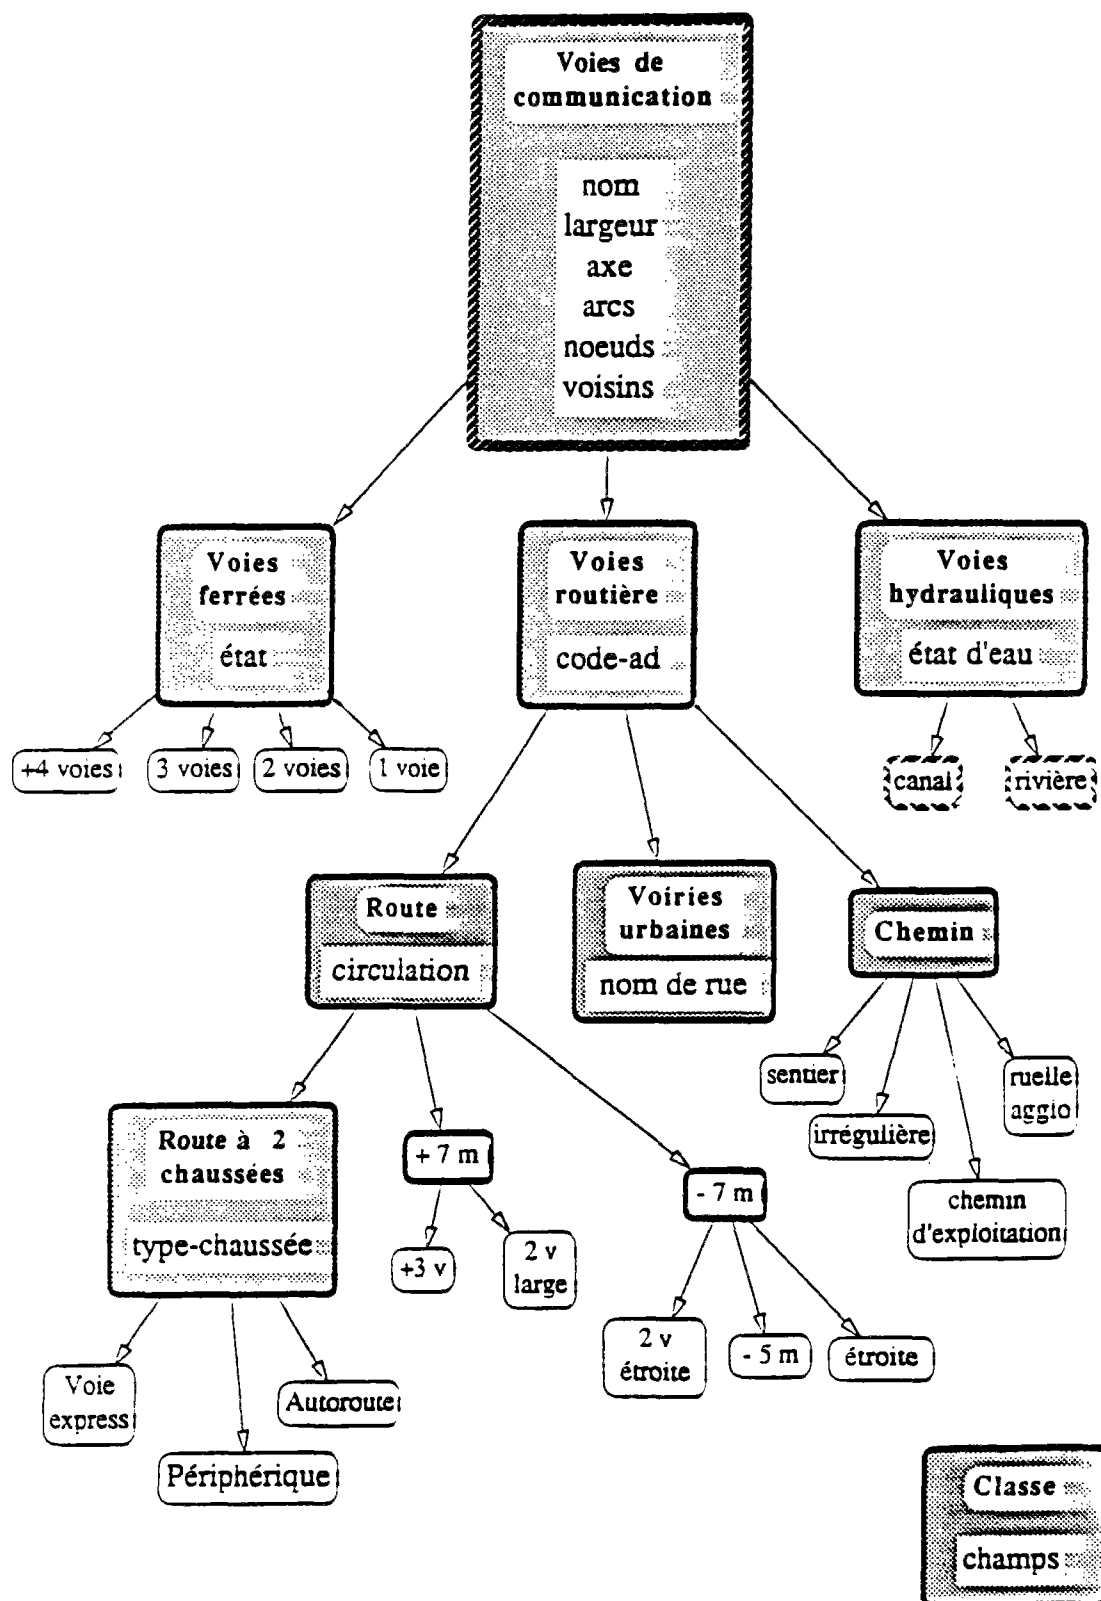 Voies de
communication
nom
largeur
axe
arcs
noeuds
voisins
Voies
ferrées
état
Voies
routière
code-ad
Voies
hydrauliques
état d'eau
+4 voies
3 voies
2 voies
1 voie
canal
rivière
Route
circulation
Voiries
urbaines
nom de rue
Chemin
sentier
irrégulière
chemin
d'exploitation
ruelle
aggio
Route à 2
chaussées
type-chaussée
+ 7 m
- 7 m
+3 v
2 v
large
2 v
étroite
- 5 m
étroite
Voie
express
Périphérique
Autoroute
Classe
champs